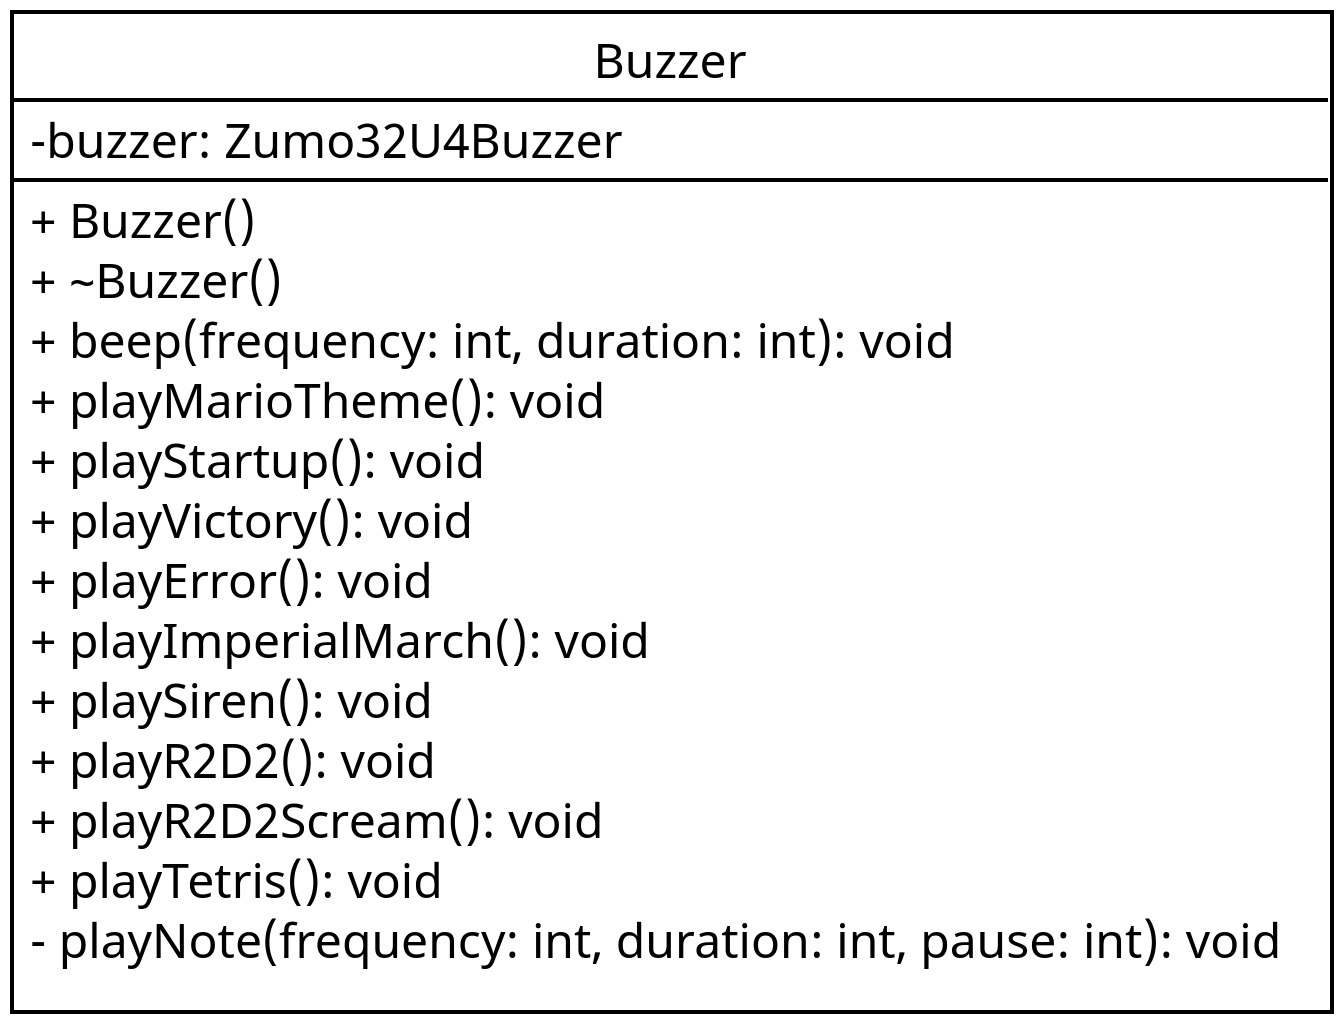 Buzzer
-buzzer: Zumo32U4Buzzer
+ Buzzer()
+ ~Buzzer()
+ beep(frequency: int, duration: int): void
+ playMarioTheme(): void
+ playStartup(): void
+ playVictory(): void
+ playError(): void
+ playImperialMarch(): void
+ playSiren(): void
+ playR2D2(): void
+ playR2D2Scream(): void
+ playTetris(): void
- playNote(frequency: int, duration: int, pause: int): void